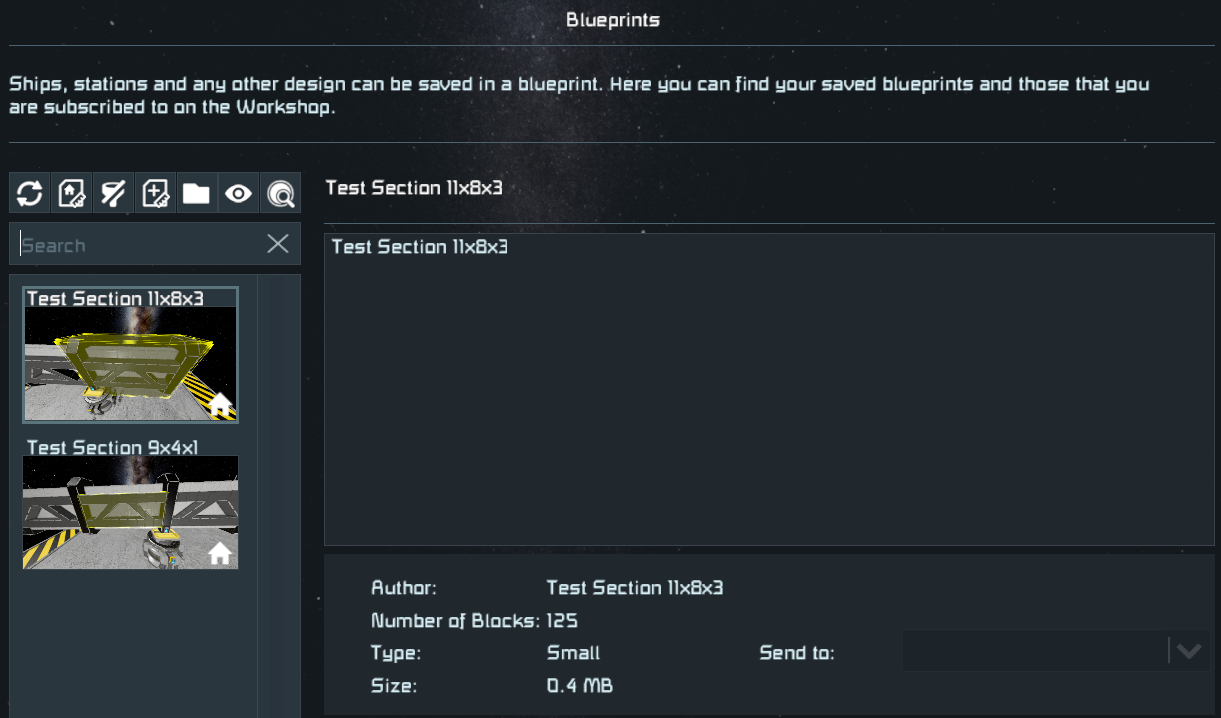 Blueprints
Ships, stations and any other design can be saved in a blueprint. Here you can find your saved blueprints and those that you
are subscribed to on the Workshop.
Test Section 11x8x3
Search
Test Section 11x8x3
Test Section 11x8x3
Test Section 9x4x1
Author: Test Section 11x8x3
Number of Blocks: 125
Type: Small Send to:
Size: 0.4 MB